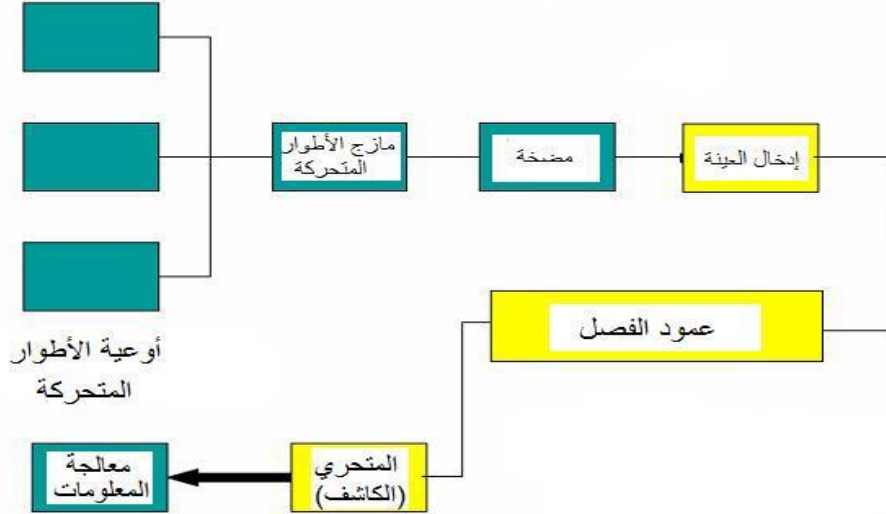 مازج الأطوار
المتحركة
مضخة
إدخال العينة
عمود الفصل
أوعية الأطوار
المتحركة
المتحري
(الكاشف)
معالجة
المعلومات